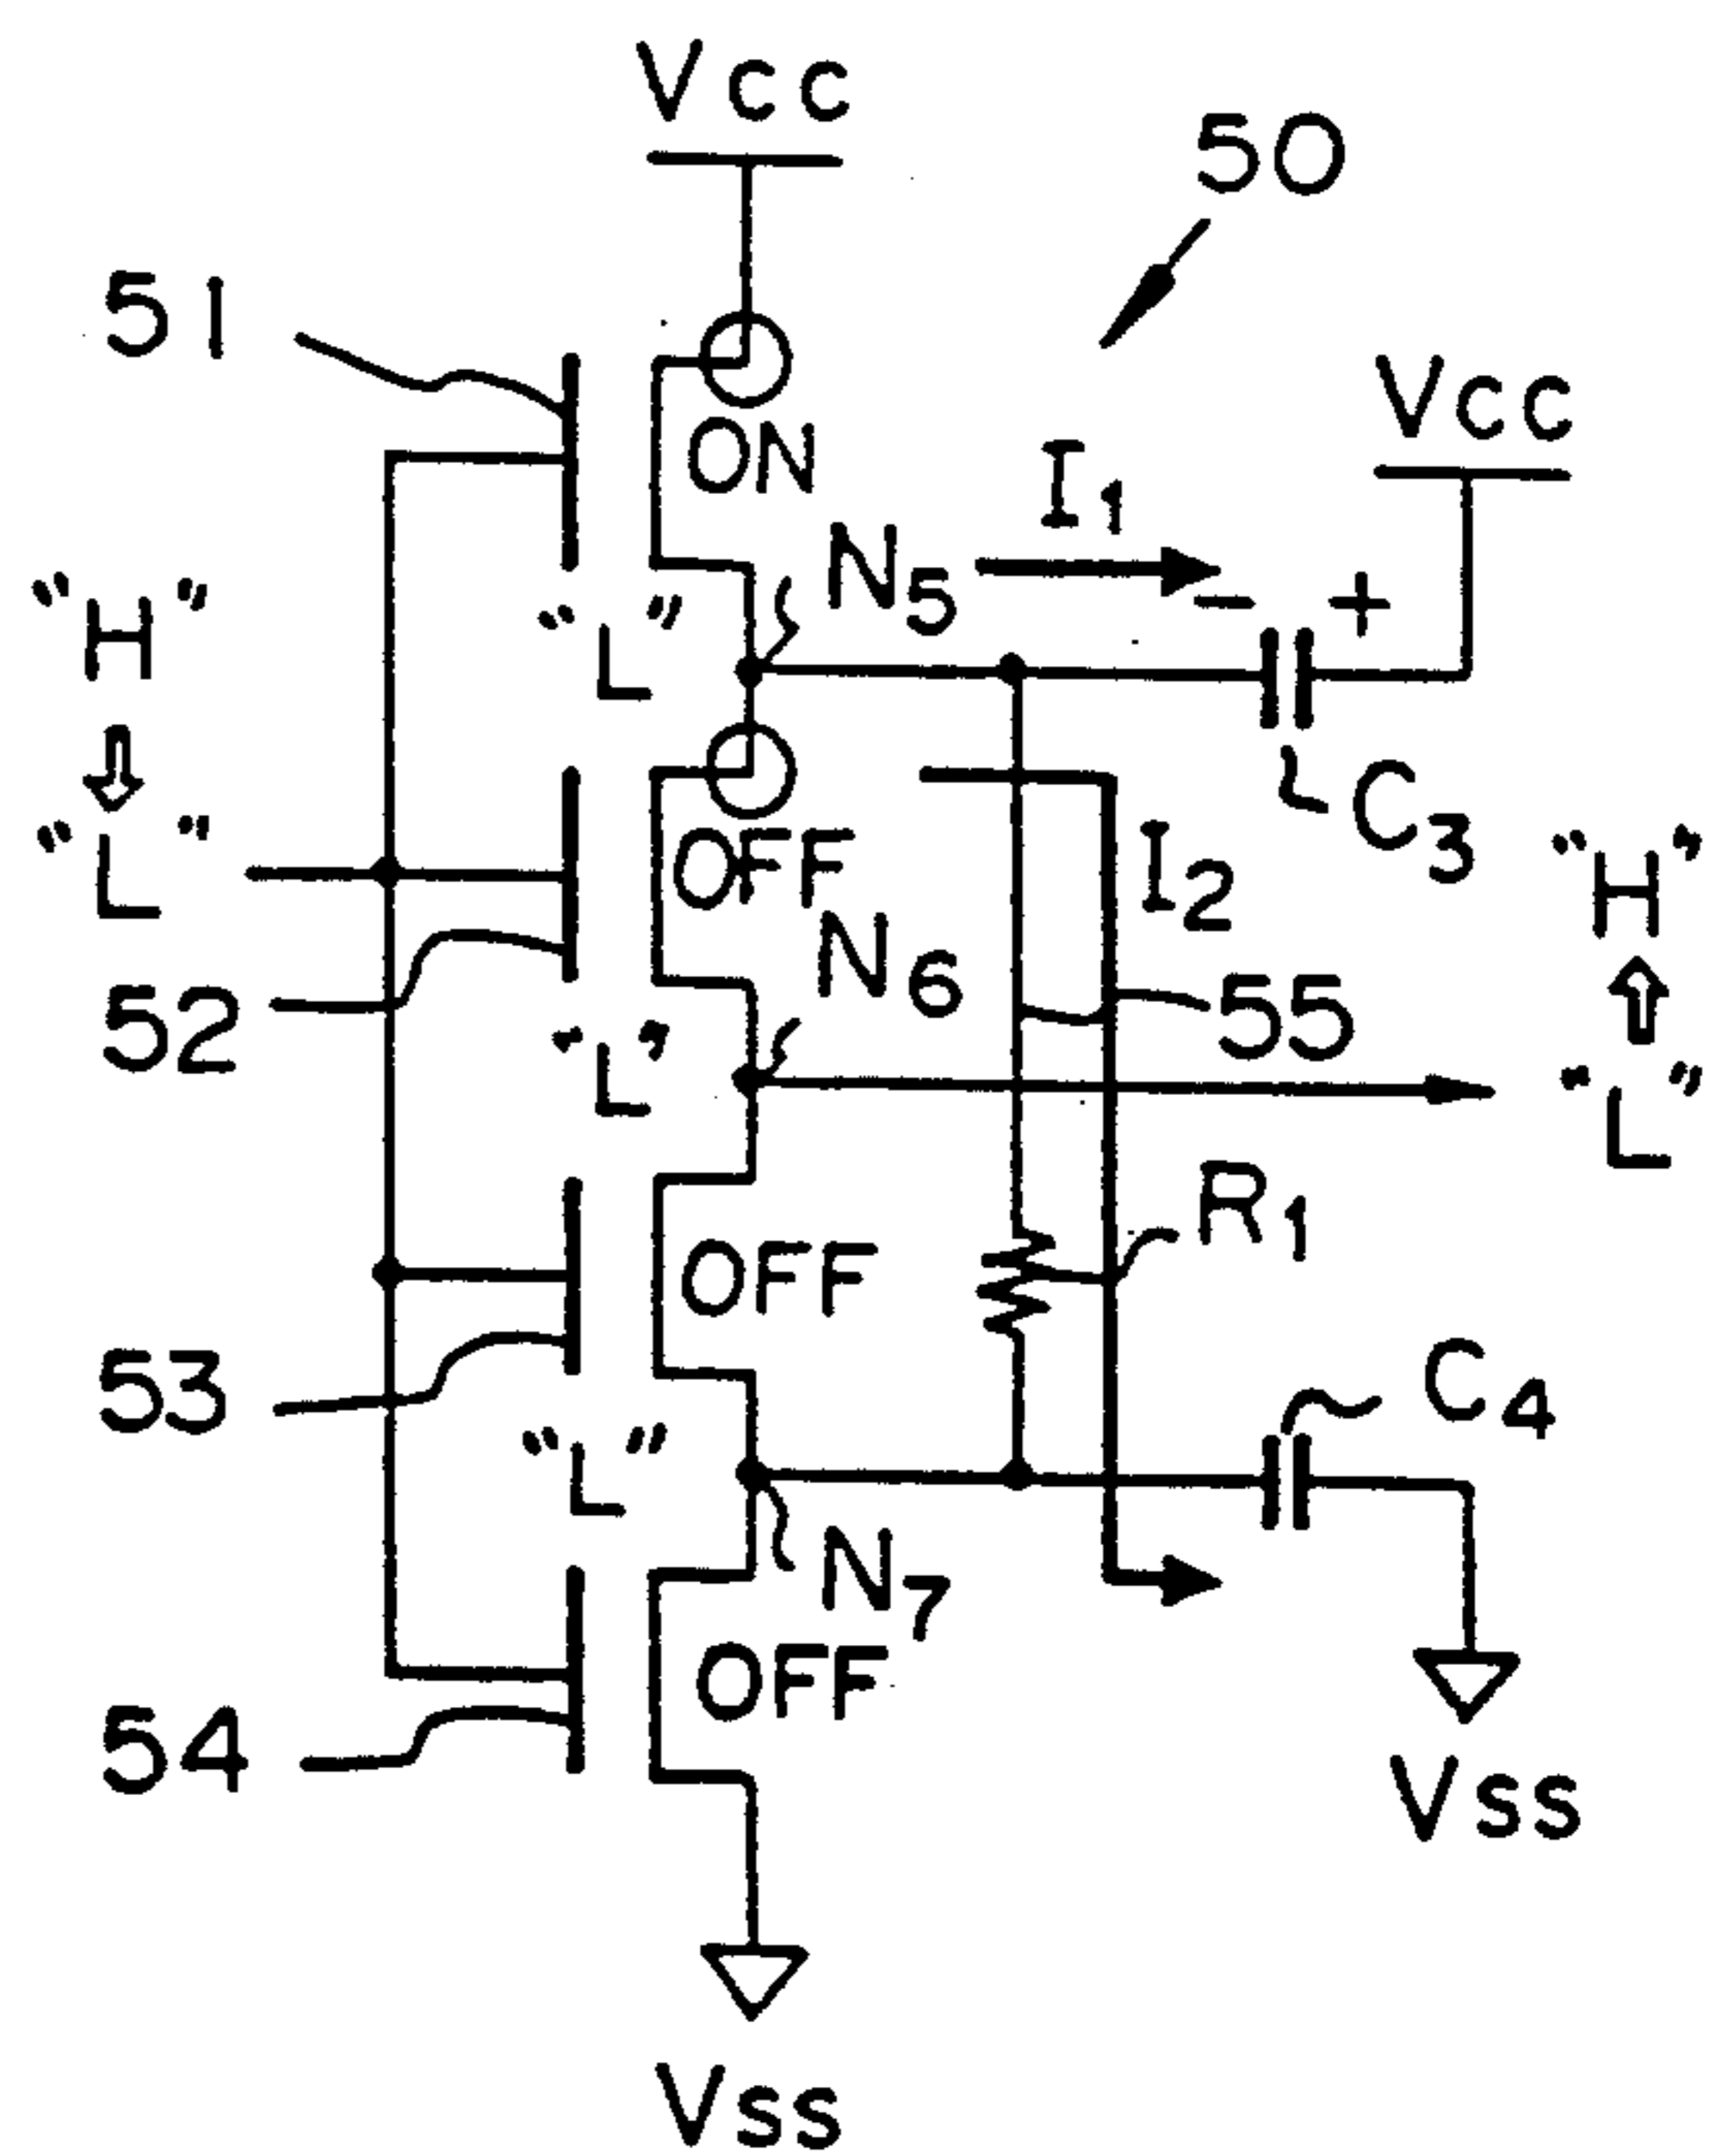 Vcc
50
51
Vcc
ON
I1
N5
- +
"H"
"L"
C3
"L"
OFF
I2
"H"
N6
52
55
"L"
"L"
R1
OFF
53
C4
"L"
N7
OFF
54
Vss
Vss